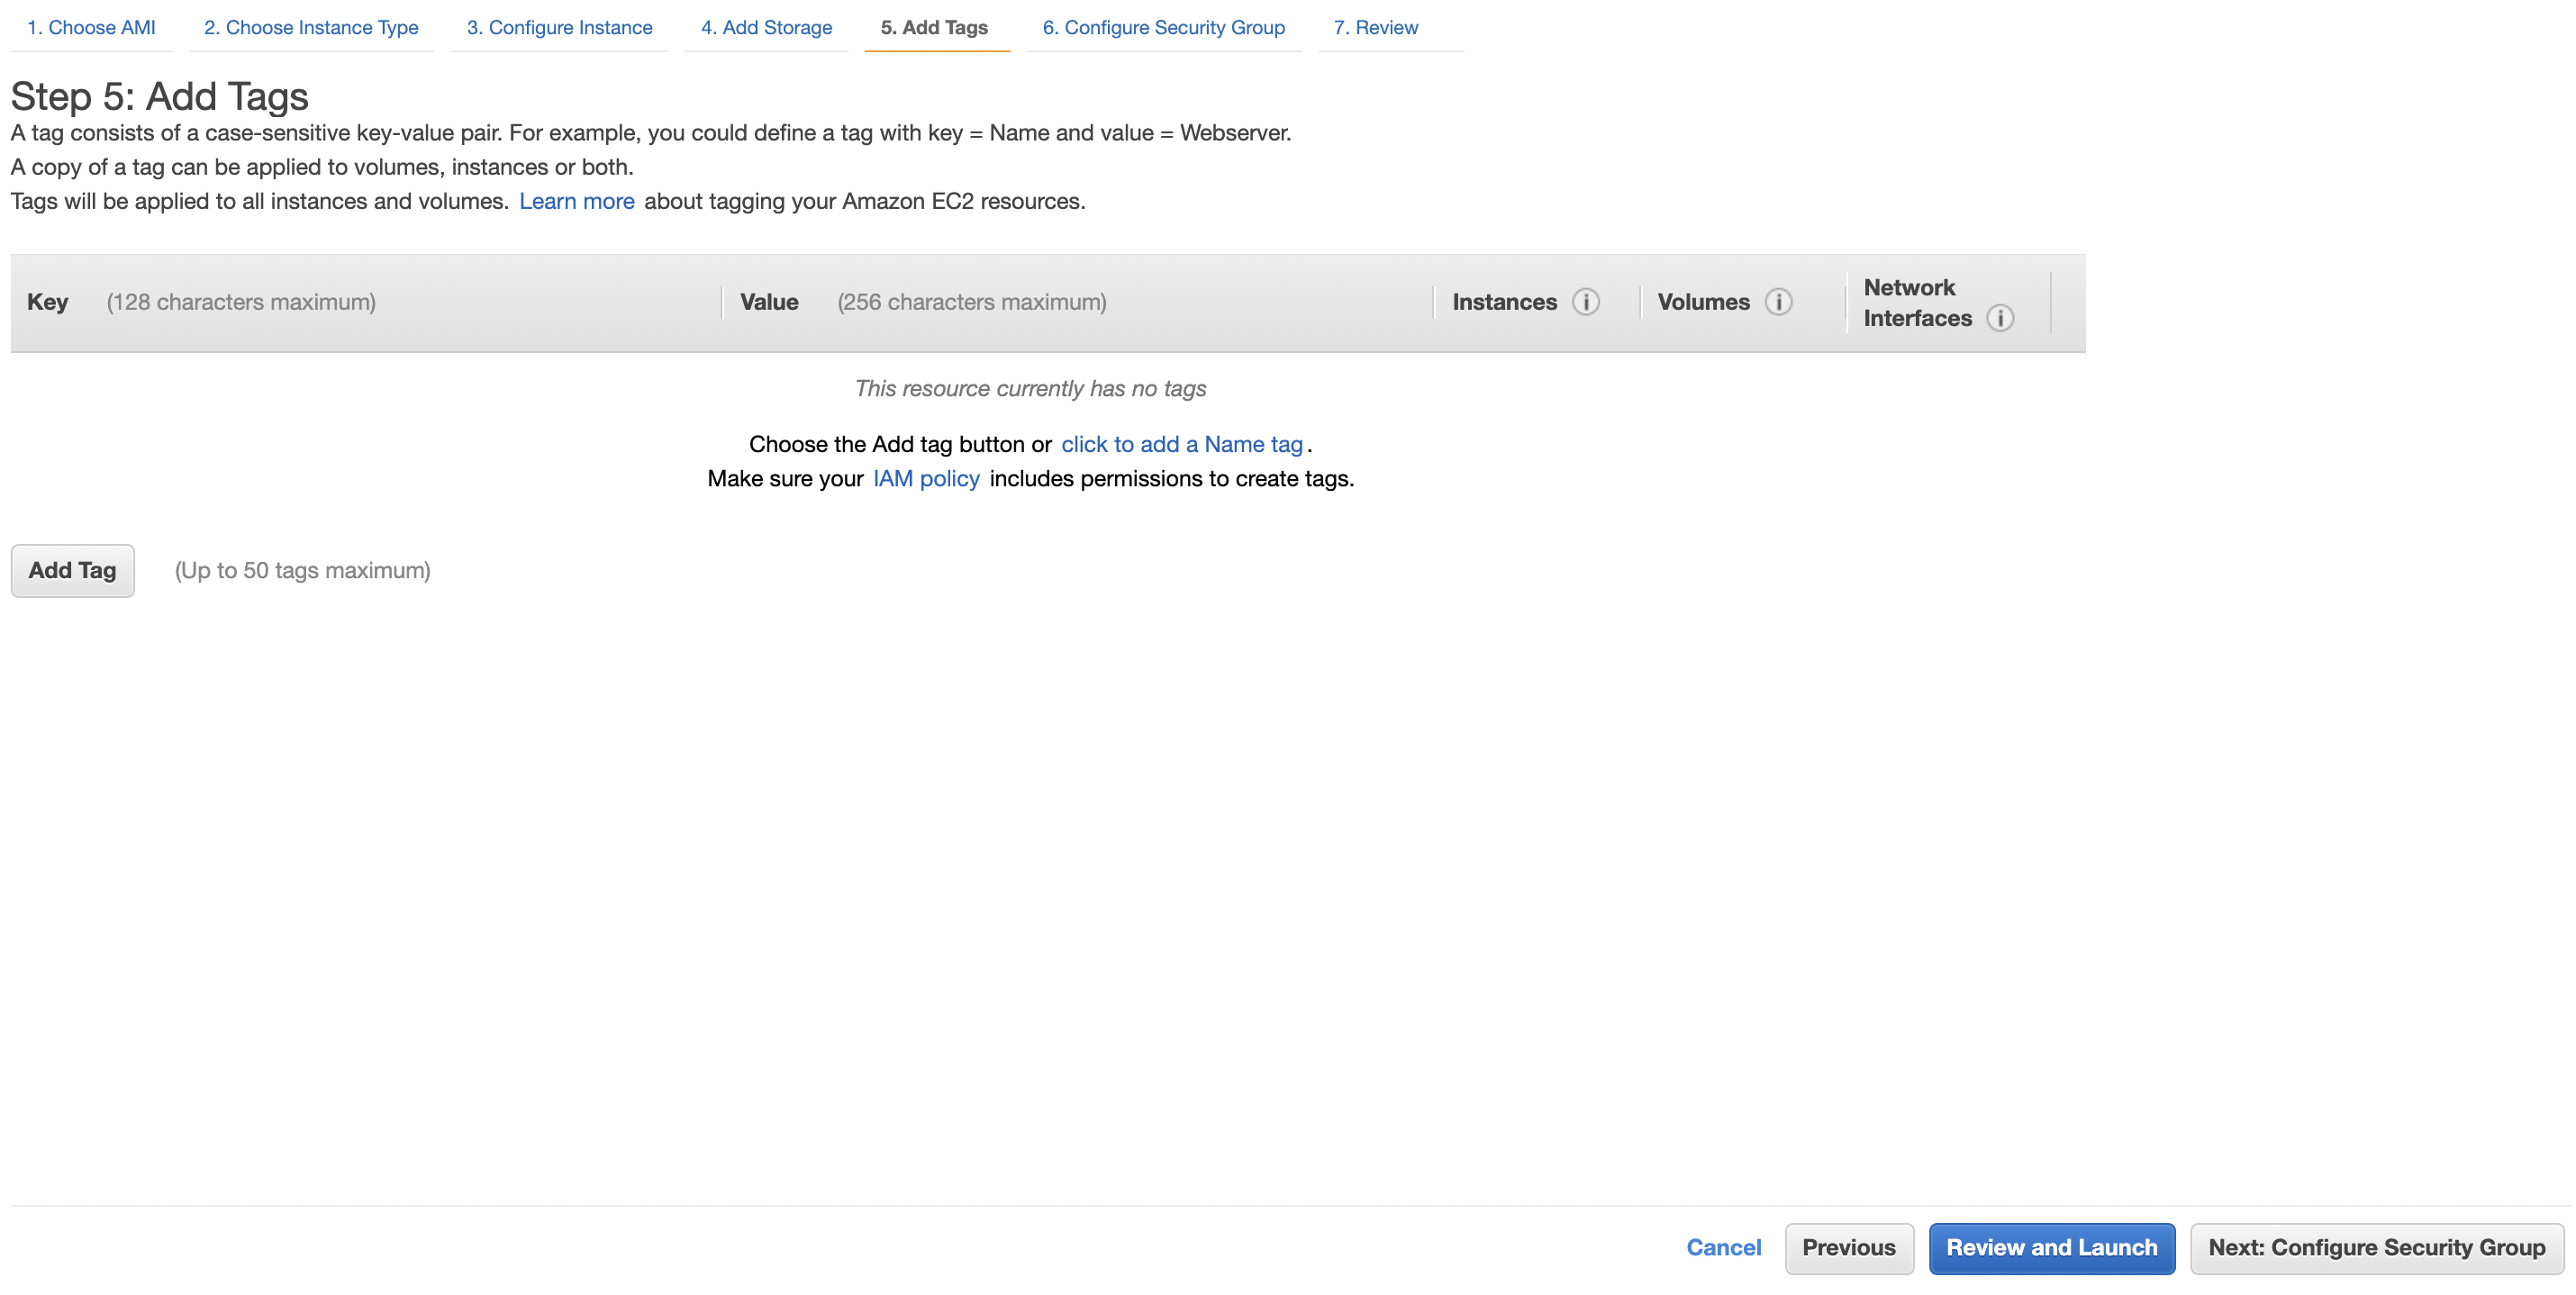 1. Choose AMI 2. Choose Instance Type 3. Configure Instance 4. Add Storage 5. Add Tags 6. Configure Security Group 7. Review
Step 5: Add Tags
A tag consists of a case-sensitive key-value pair. For example, you could define a tag with key = Name and value = Webserver.
A copy of a tag can be applied to volumes, instances or both.
Tags will be applied to all instances and volumes. Learn more about tagging your Amazon EC2 resources.
Key (128 characters maximum) Value (256 characters maximum) Instances i Volumes i Network
Interfaces i
This resource currently has no tags
Choose the Add tag button or click to add a Name tag.
Make sure your IAM policy includes permissions to create tags.
Add Tag (Up to 50 tags maximum)
Cancel Previous Review and Launch Next: Configure Security Group